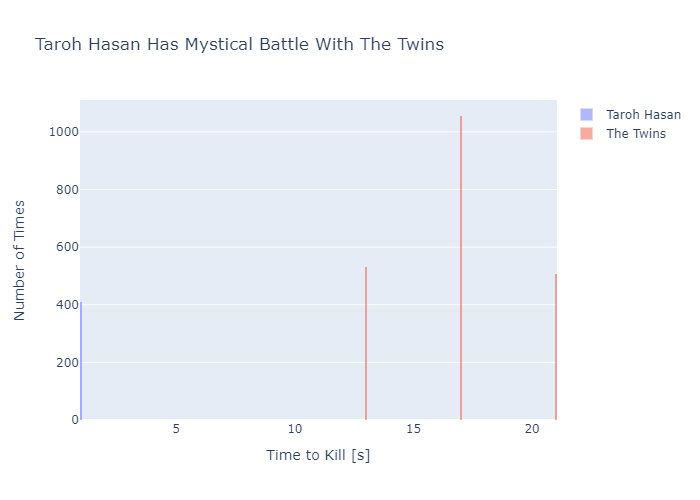 Taroh Hasan Has Mystical Battle With The Twins
Taroh Hasan
The Twins
Number of Times
1000
800
600
400
200
0
5
10
15
20
Time to Kill [s]